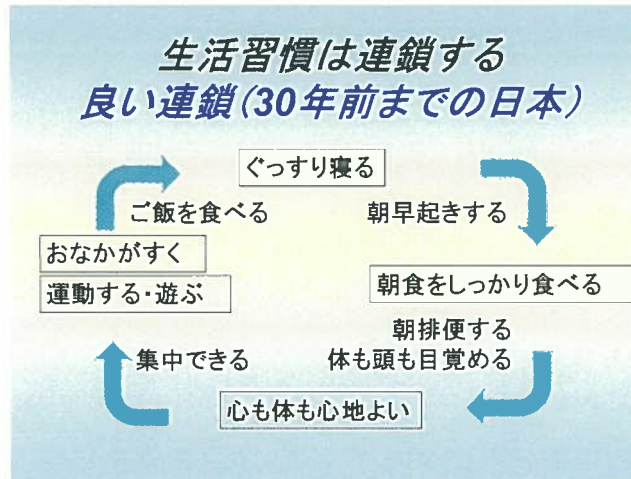 生活習慣は連鎖する
良い連鎖(30年前までの日本)
ぐっすり寝る
ご飯を食べる
朝早起きする
おなかがすく
運動する・遊ぶ
朝食をしっかり食べる
朝排便する
体も頭も目覚める
集中できる
心も体も心地よい